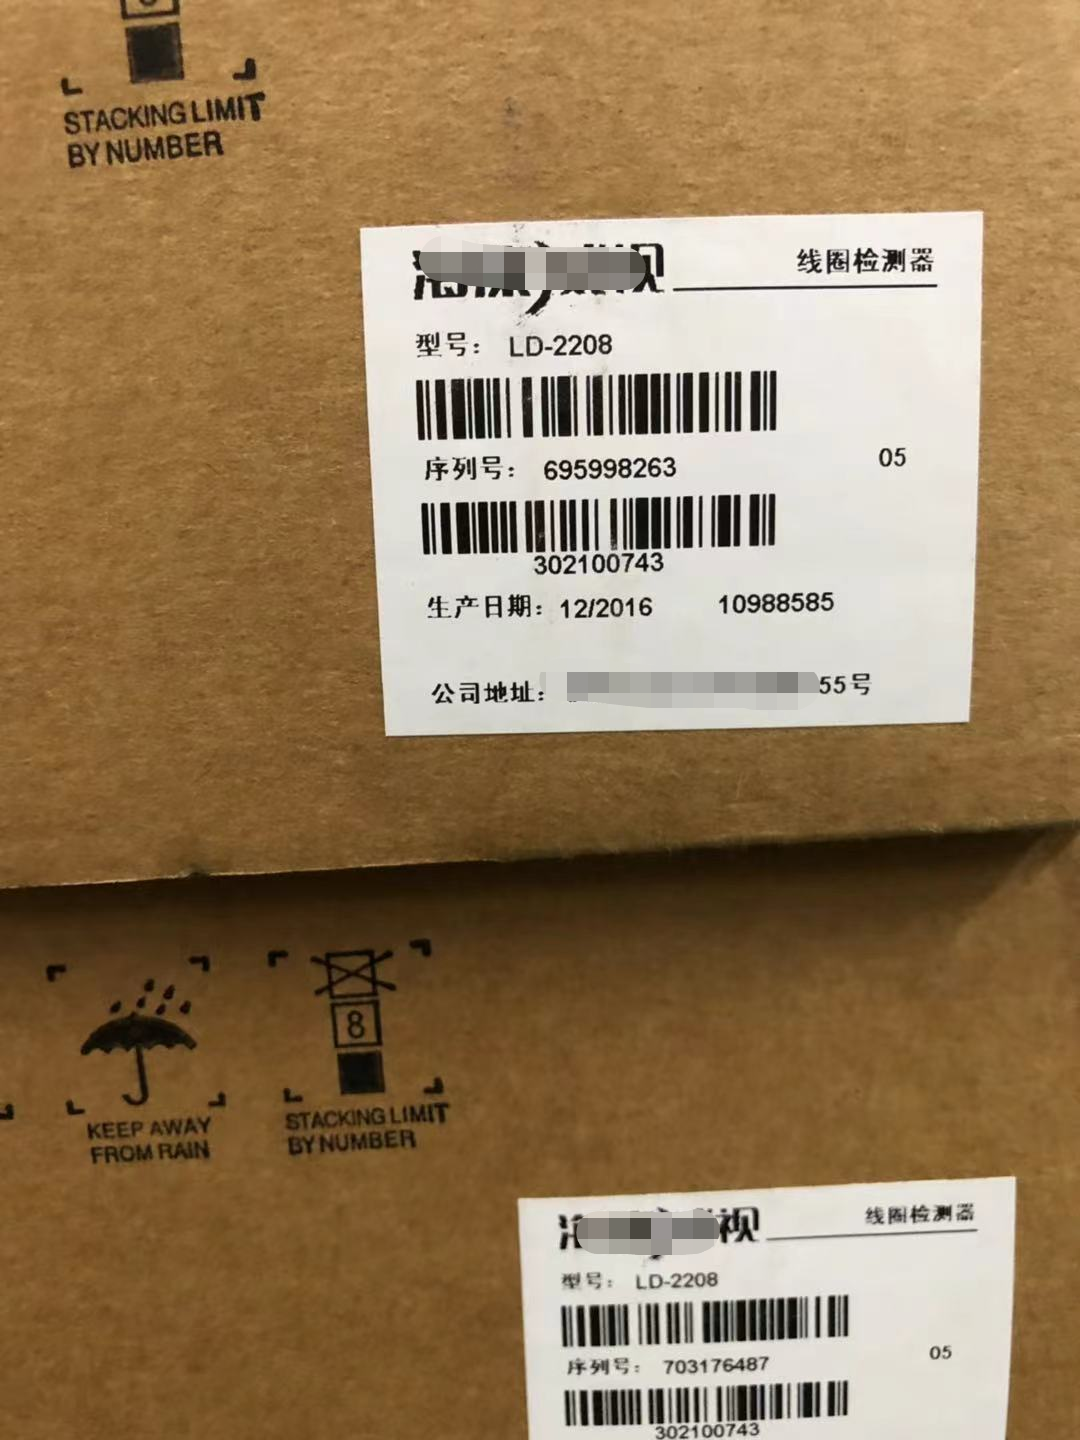 STACKING LIMIT
BY NUMBER
线圈检测器
型号: LD-2208
序列号: 695998263
05
302100743
生产日期: 12/2016 10988585
公司地址: 55号
8
KEEP AWAY
FROM RAIN
STACKING LIMIT
BY NUMBER
视
线圈检测器
型号: LD-2208
序列号: 703176487
05
302100743